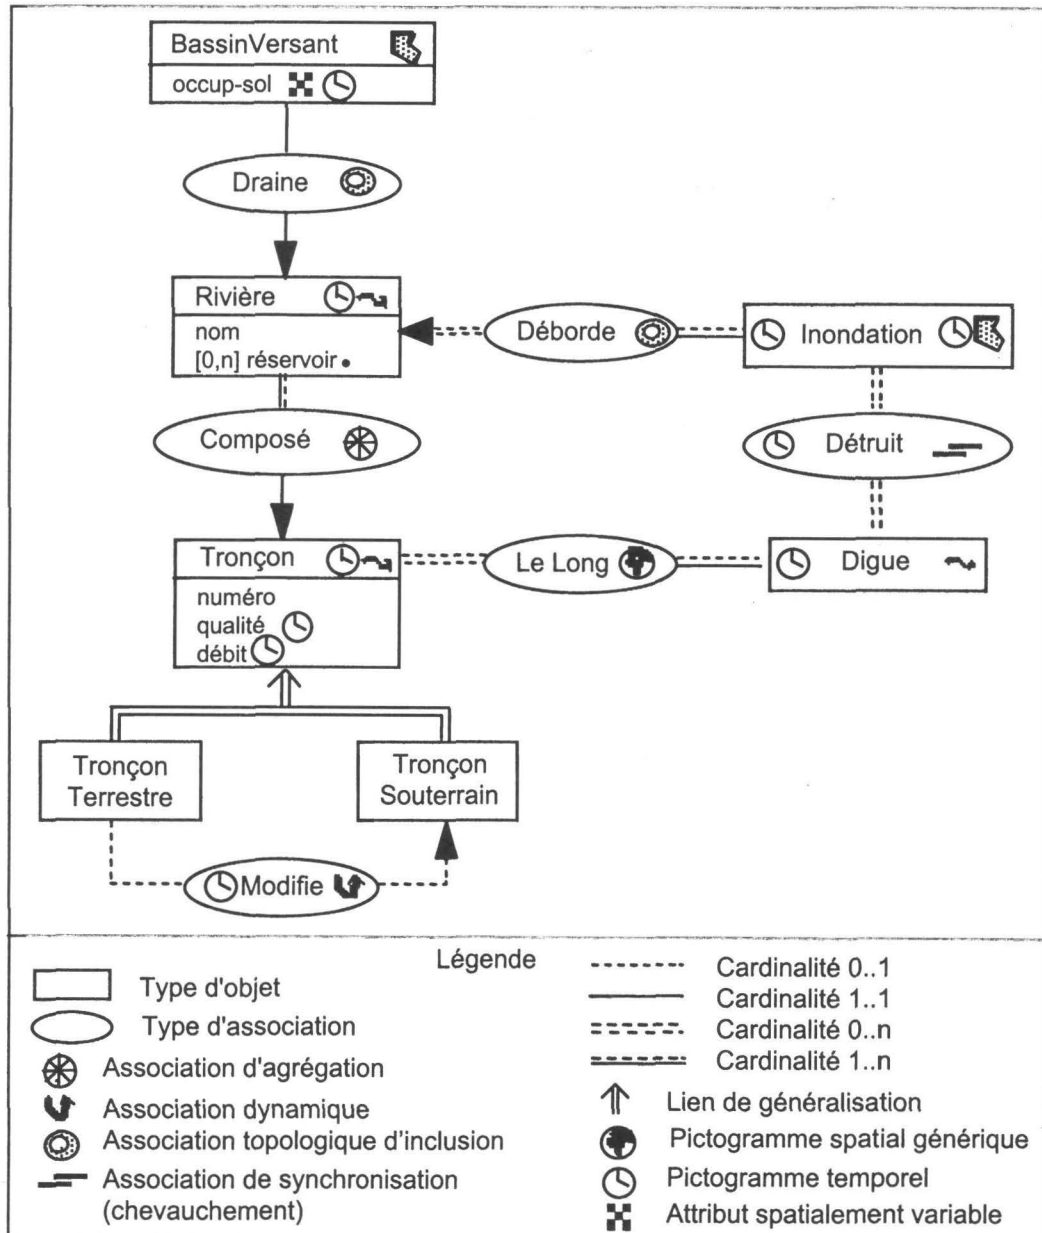 BassinVersant
occup-sol
Draine
Rivière
nom
[0,n] réservoir
Déborde
Inondation
Composé
Détruit
Tronçon
numéro
qualité
débit
Le Long
Digue
Tronçon
Terrestre
Tronçon
Souterrain
Modifie
Légende
Type d'objet
Type d'association
Association d'agrégation
Association dynamique
Association topologique d'inclusion
Association de synchronisation
(chevauchement)
Cardinalité 0..1
Cardinalité 1..1
Cardinalité 0..n
Cardinalité 1..n
Lien de généralisation
Pictogramme spatial générique
Pictogramme temporel
Attribut spatialement variable